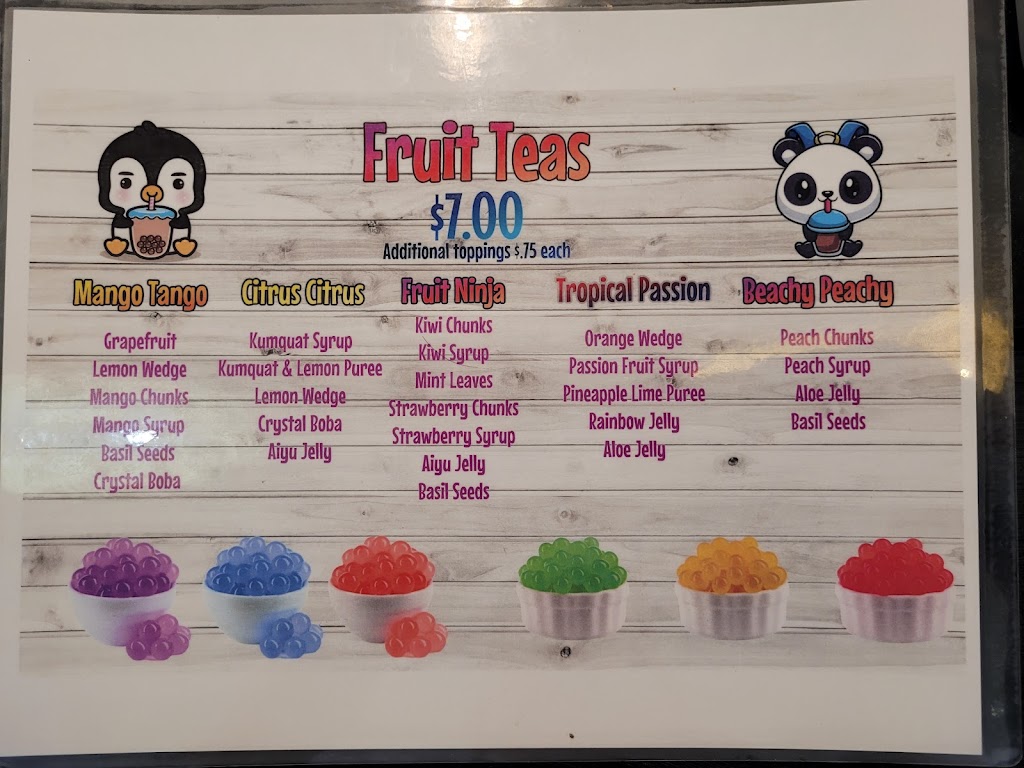 Fruit Teas
$7.00
Additional toppings $.75 each
Mango Tango
Grapefruit
Lemon Wedge
Mango Chunks
Mango Syrup
Basil Seeds
Crystal Boba
Citrus Citrus
Kumquat Syrup
Kumquat & Lemon Puree
Lemon Wedge
Crystal Boba
Aiyu Jelly
Fruit Ninja
Kiwi Chunks
Kiwi Syrup
Mint Leaves
Strawberry Chunks
Strawberry Syrup
Aiyu Jelly
Basil Seeds
Tropical Passion
Orange Wedge
Passion Fruit Syrup
Pineapple Lime Puree
Rainbow Jelly
Aloe Jelly
Beachy Peachy
Peach Chunks
Peach Syrup
Aloe Jelly
Basil Seeds